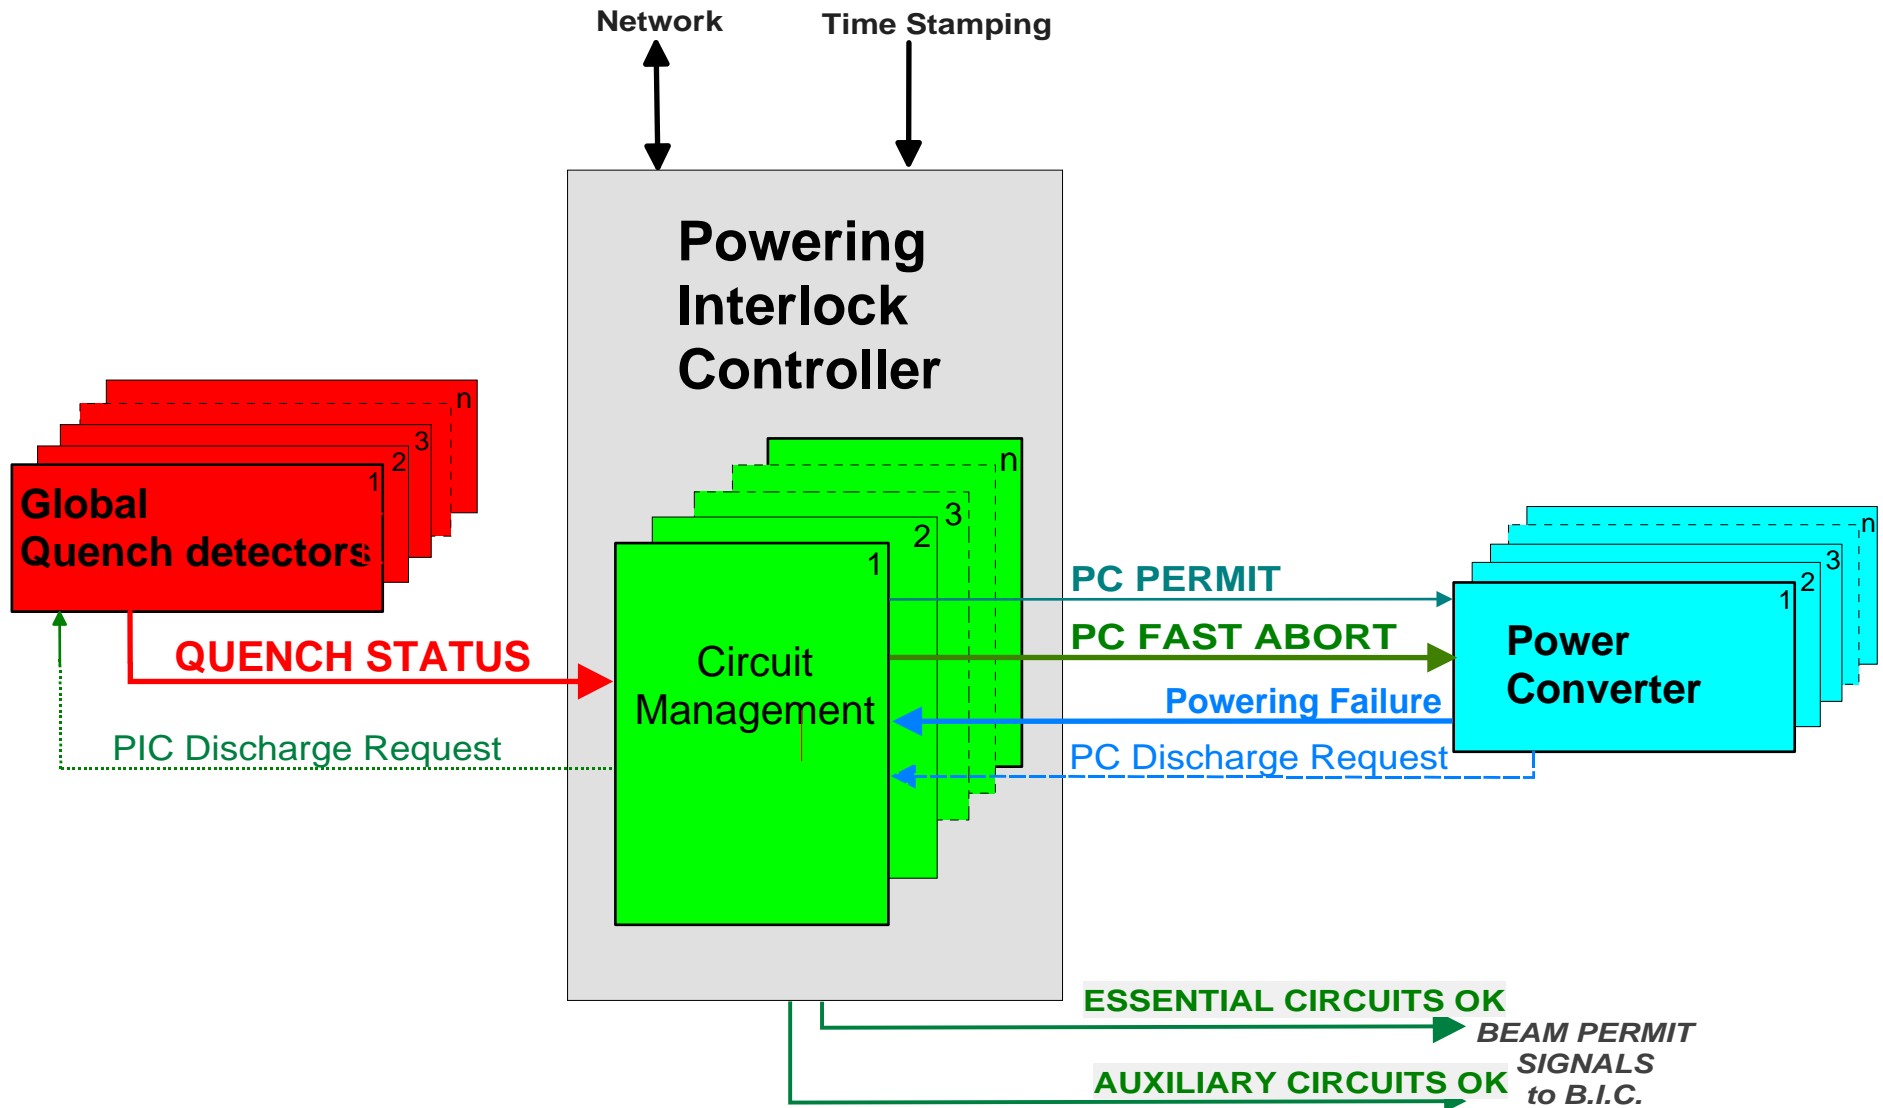 Network
Time Stamping
Powering
Interlock
Controller
n
3
2
1
Global
Quench detectors
n
3
2
1
Circuit
Management
n
3
2
1
Power
Converter
PC PERMIT
PC FAST ABORT
QUENCH STATUS
Powering Failure
PIC Discharge Request
PC Discharge Request
ESSENTIAL CIRCUITS OK
AUXILIARY CIRCUITS OK
BEAM PERMIT
SIGNALS
to B.I.C.